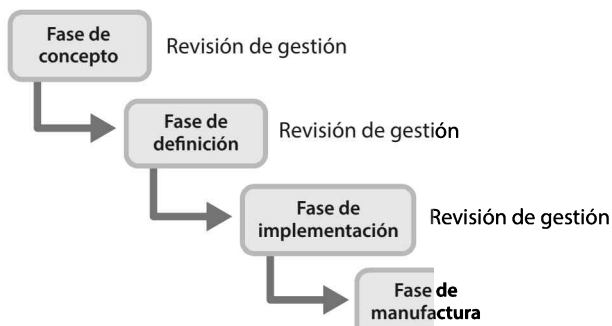 Fase de
concepto
Revisión de gestión
Fase de
definición
Revisión de gestión
Fase de
implementación
Revisión de gestión
Fase de
manufactura